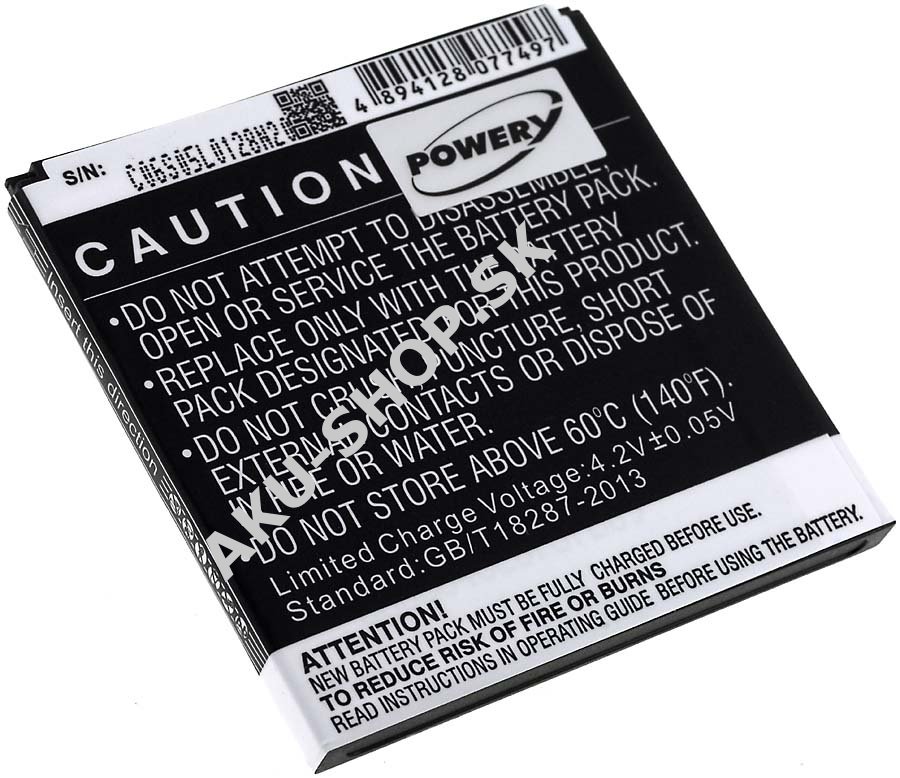 S/N: C0650SL0128N2
4 894128 077497
POWERY
CAUTION
•DO NOT ATTEMPT TO DISASSEMBLE,
OPEN OR SERVICE THE BATTERY PACK.
•REPLACE ONLY WITH THE BATTERY
PACK DESIGNATED FOR THIS PRODUCT.
•DO NOT CRUSH, PUNCTURE, SHORT
EXTERNAL CONTACTS OR DISPOSE OF
FIRE OR WATER.
•DO NOT STORE ABOVE 60°C (140°F).
Limited Charge Voltage:4.2V±0.05V
Standard:GB/T18287-2013
ATTENTION!
NEW BATTERY PACK MUST BE FULLY CHARGED BEFORE USE.
TO REDUCE RISK OF FIRE OR BURNS
READ INSTRUCTIONS IN OPERATING GUIDE BEFORE USING THE BATTERY.
Insert this direction
AKU-SHOP.SK